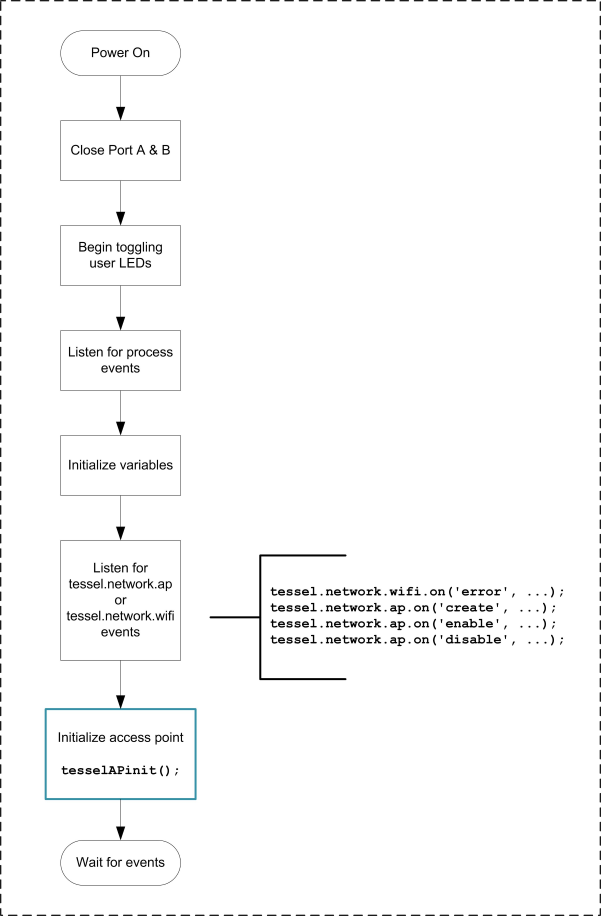 Power On
Close Port A & B
Begin toggling
user LEDs
Listen for process
events
Initialize variables
Listen for
tessel.network.ap
or
tessel.network.wifi
events
tessel.network.wifi.on('error', ...);
tessel.network.ap.on('create', ...);
tessel.network.ap.on('enable', ...);
tessel.network.ap.on('disable', ...);
Initialize access point
tesselAPinit();
Wait for events